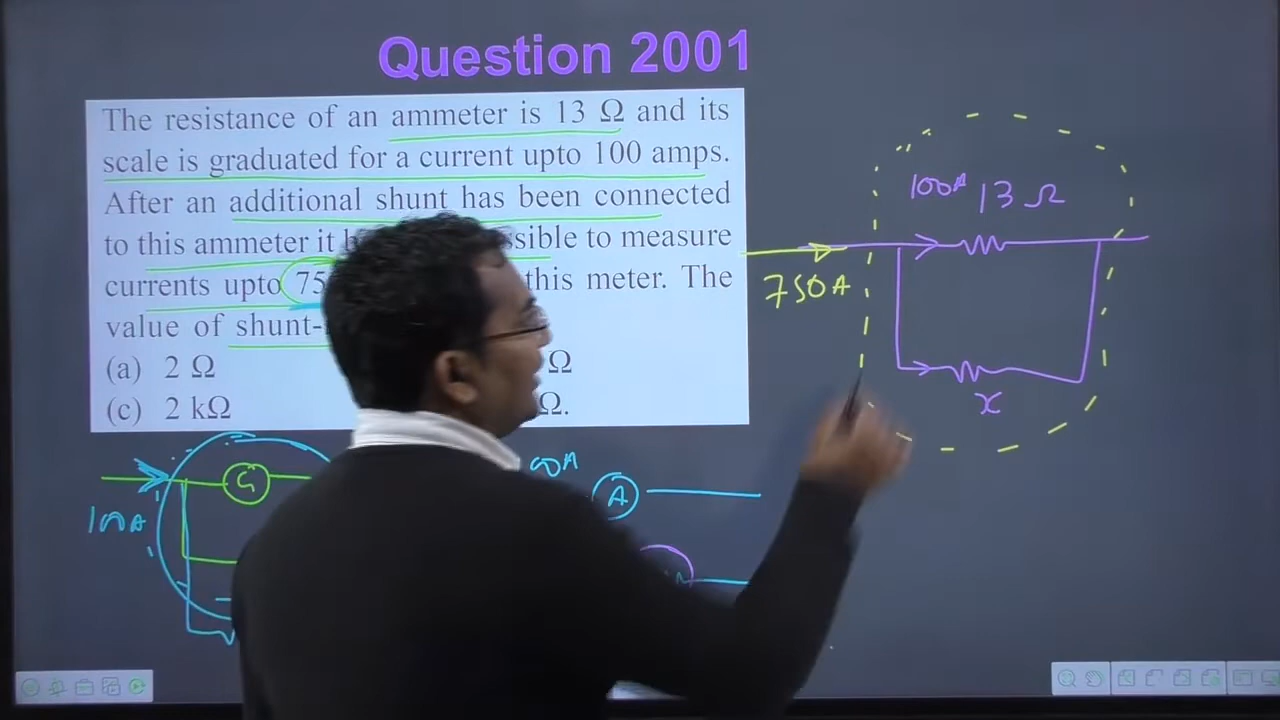 Question 2001
The resistance of an ammeter is 13 Ω and its
scale is graduated for a current upto 100 amps.
After an additional shunt has been connected
to this ammeter it sible to measure
currents upto 75 this meter. The
value of shunt-
(a) 2 Ω Ω
(c) 2 kΩ Ω.
100A 13 Ω
750A
x
G
100A
A